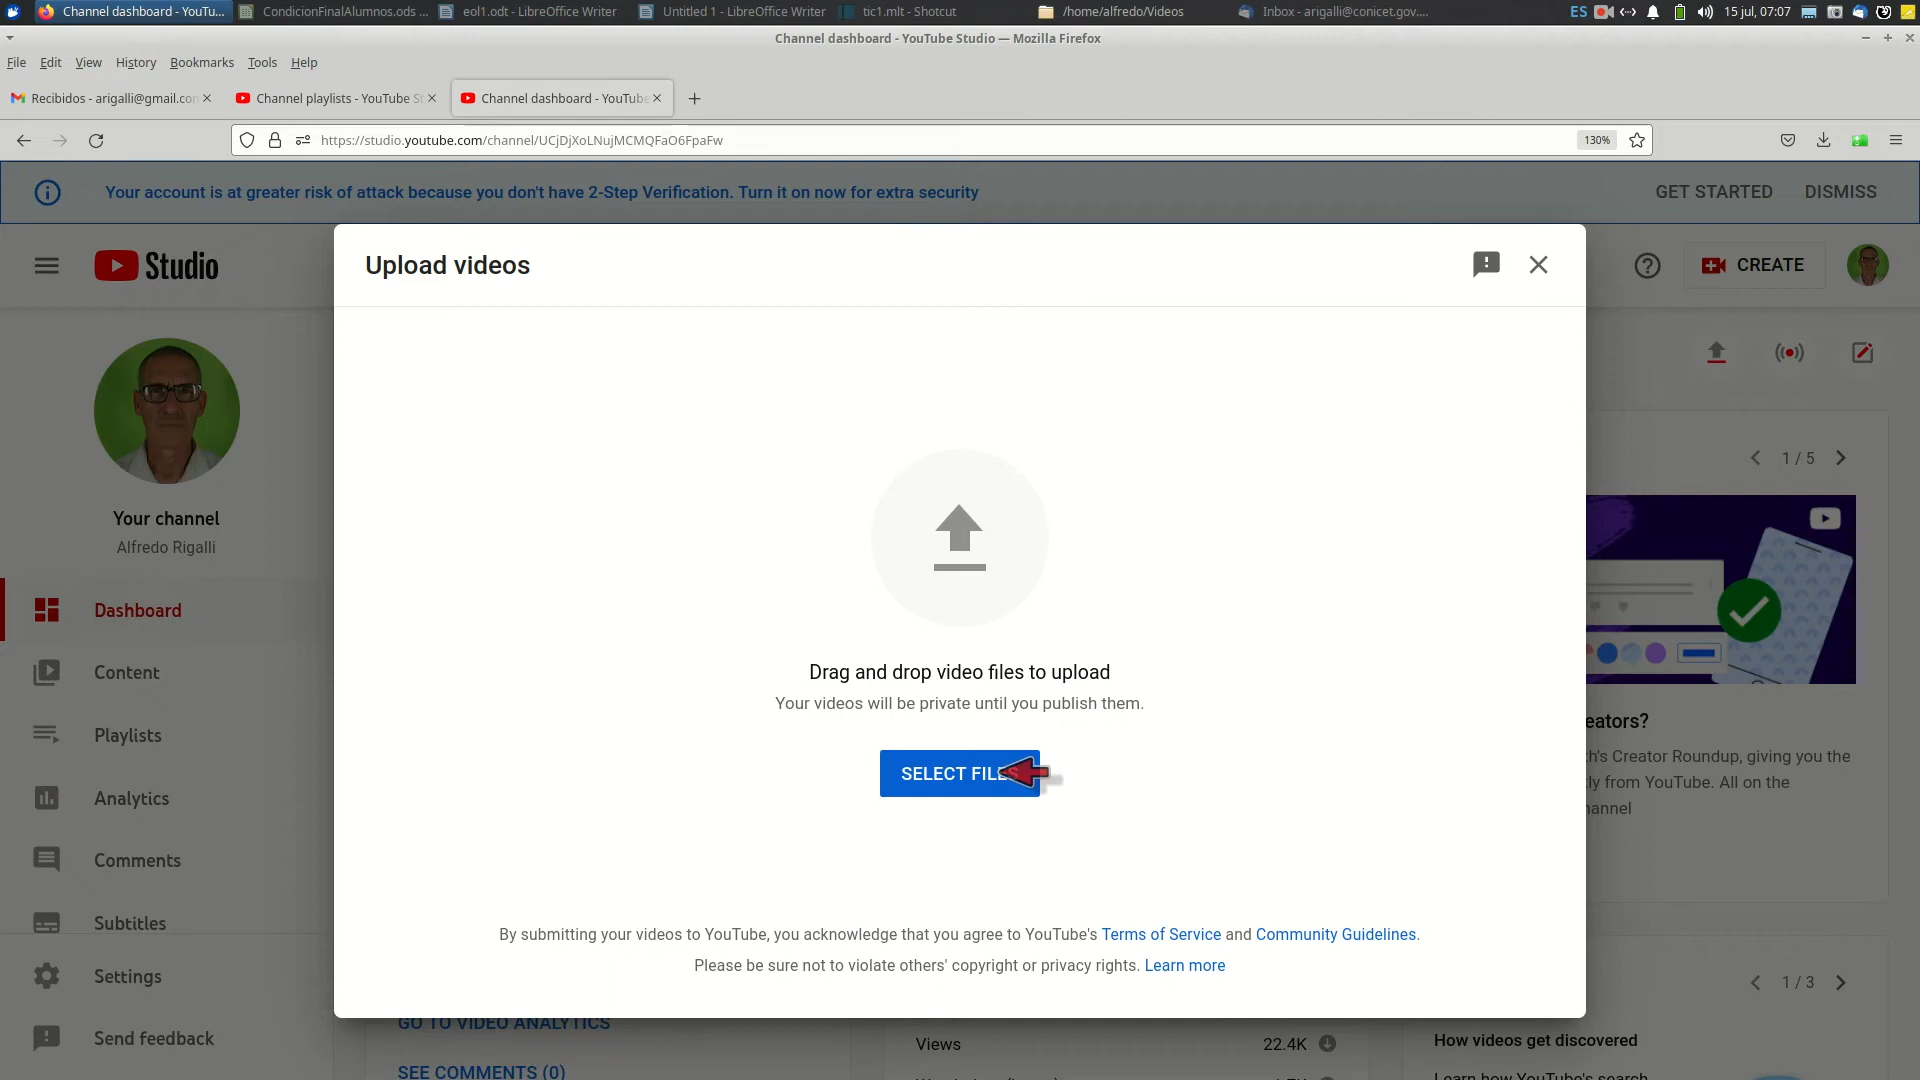 Channel dashboard - YouTu...
CondicionFinalAlumnos.ods ...
eol1.odt - LibreOffice Writer
Untitled 1 - LibreOffice Writer
tic1.mlt - Shotcut
/home/alfredo/Videos
Inbox - arigalli@conicet.gov....
ES
15 jul, 07:07
Channel dashboard - YouTube Studio — Mozilla Firefox
File Edit View History Bookmarks Tools Help
Recibidos - arigalli@gmail.con
Channel playlists - YouTube St
Channel dashboard - YouTube
https://studio.youtube.com/channel/UCjDjXoLNujMCMQFaO6FpaFw
130%
Your account is at greater risk of attack because you don't have 2-Step Verification. Turn it on now for extra security
GET STARTED
DISMISS
Studio
Upload videos
CREATE
Your channel
Alfredo Rigalli
Dashboard
Content
Playlists
Analytics
Comments
Subtitles
Settings
Send feedback
Drag and drop video files to upload
Your videos will be private until you publish them.
SELECT FILES
By submitting your videos to YouTube, you acknowledge that you agree to YouTube's Terms of Service and Community Guidelines.
Please be sure not to violate others' copyright or privacy rights. Learn more
1 / 5
eators?
h's Creator Roundup, giving you the
ly from YouTube. All on the
annel
1 / 3
How videos get discovered
Learn how YouTube's search
GO TO VIDEO ANALYTICS
SEE COMMENTS (0)
Views
22.4K